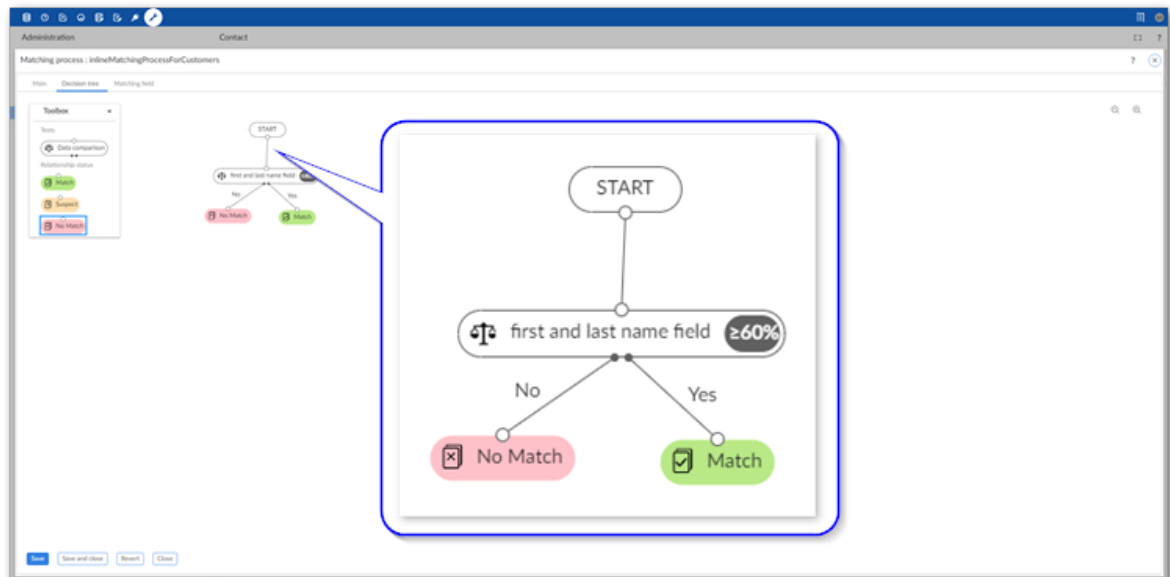 Administration Contact
Matching process : inlineMatchingProcessForCustomers ?
Main Decision tree Matching field
Toolbox
Tests
Data comparison
Relationship status
Match
Suspect
No Match
START
first and last name field
No Yes
No Match Match
START
first and last name field ≥60%
No Yes
No Match Match
Save Save and close Revert Close